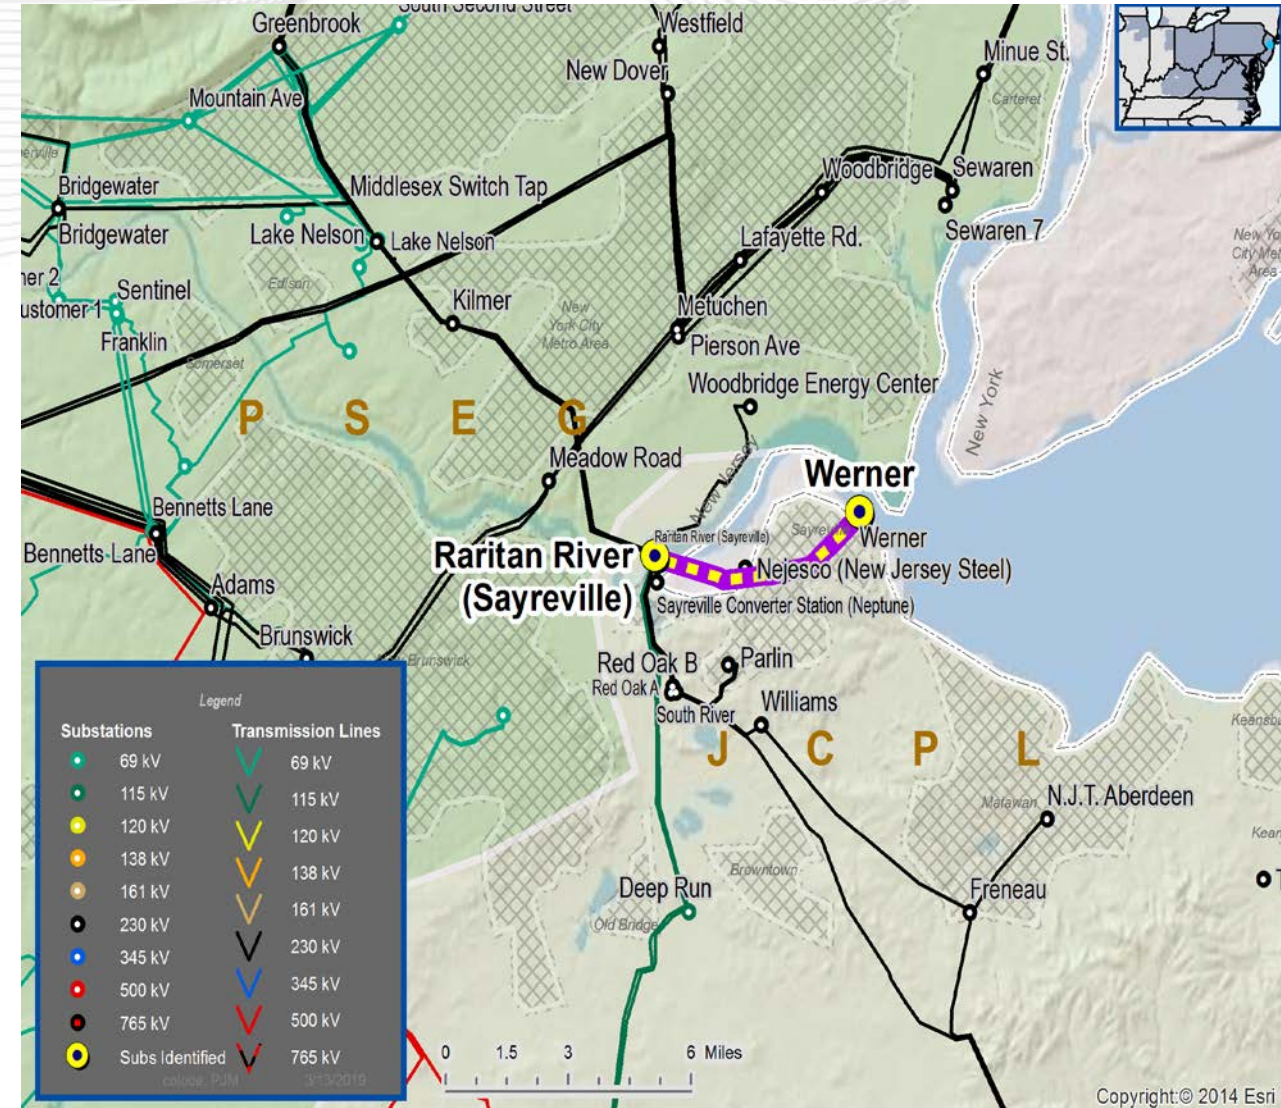 South Second Street
Greenbrook
Westfield
New Dover
Minue St.
Carteret
Mountain Ave
Woodbridge
Sewaren
Bridgewater
Middlesex Switch Tap
Bridgewater
Lake Nelson
Lake Nelson
Lafayette Rd.
Sewaren 7
Edison
Sentinel
Kilmer
New
York City
Metro Area
Metuchen
Franklin
Pierson Ave
Somerset
Woodbridge Energy Center
New York
P S E G
Meadow Road
New Jersey
Werner
Bennetts Lane
Raritan River (Sayreville)
Werner
Bennetts Lane
Raritan River
(Sayreville)
Nejesco (New Jersey Steel)
Adams
Sayreville Converter Station (Neptune)
Brunswick
Brunswick
Red Oak B
Parlin
Red Oak A
South River
Williams
J C P L
Matawan
N.J.T. Aberdeen
Browntown
Deep Run
Freneau
Old Bridge
Legend
Substations
69 kV
115 kV
120 kV
138 kV
161 kV
230 kV
345 kV
500 kV
765 kV
Subs Identified
Transmission Lines
69 kV
115 kV
120 kV
138 kV
161 kV
230 kV
345 kV
500 kV
765 kV
PJM 3/13/2019
0 1.5 3 6 Miles
Copyright:© 2014 Esri